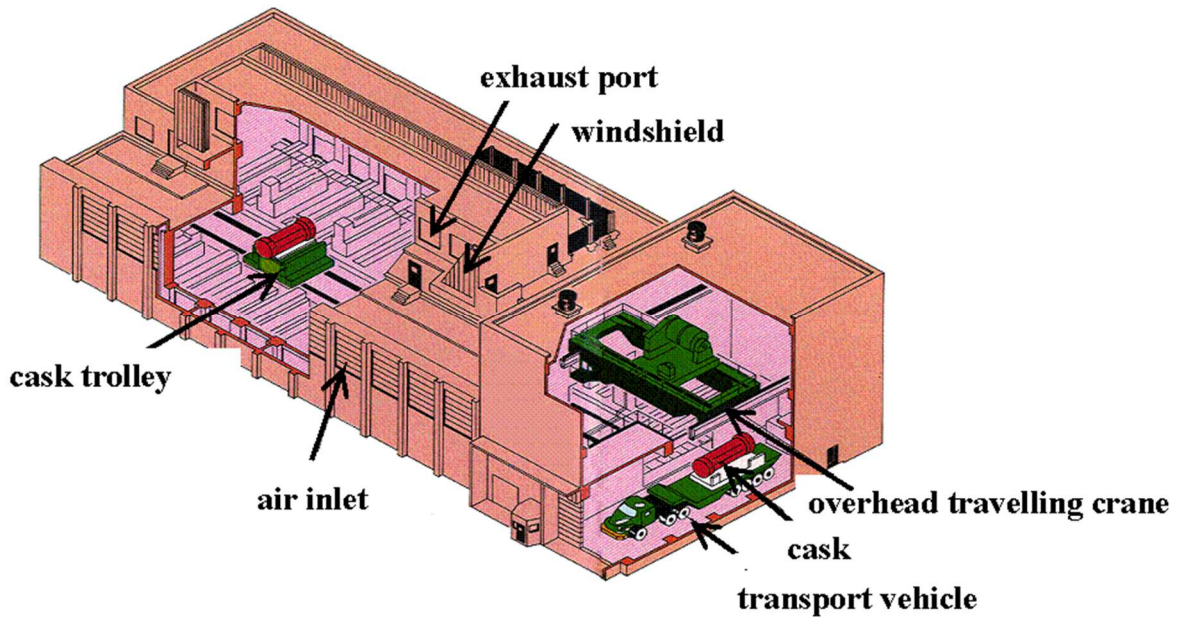 exhaust port
windshield
cask trolley
air inlet
overhead travelling crane
cask
transport vehicle